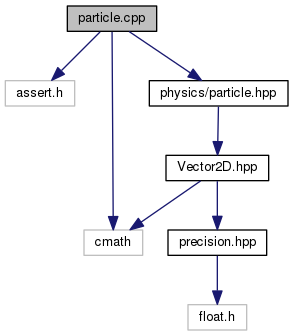 particle.cpp
assert.h
physics/particle.hpp
Vector2D.hpp
cmath
precision.hpp
float.h